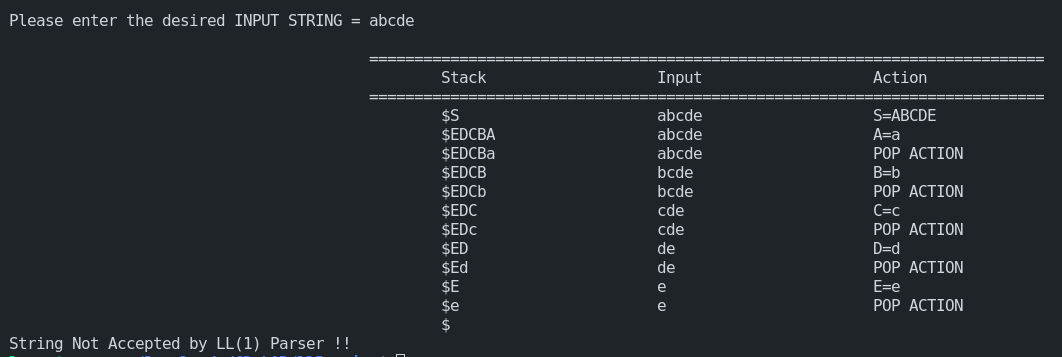 Please enter the desired INPUT STRING = abcde
===========================================================================
Stack Input Action
===========================================================================
$S abcde S=ABCDE
$EDCBA abcde A=a
$EDCBa abcde POP ACTION
$EDCB bcde B=b
$EDCb bcde POP ACTION
$EDC cde C=c
$EDc cde POP ACTION
$ED de D=d
$Ed de POP ACTION
$E e E=e
$e e POP ACTION
$
String Not Accepted by LL(1) Parser !!